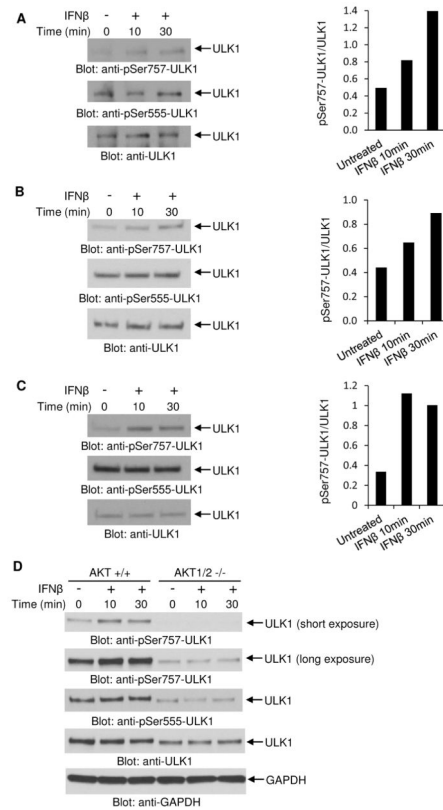 A
IFNβ - + +
Time (min) 0 10 30
ULK1
Blot: anti-pSer757-ULK1
ULK1
Blot: anti-pSer555-ULK1
ULK1
Blot: anti-ULK1
pSer757-ULK1/ULK1
1.4
1.2
1.0
0.8
0.6
0.4
0.2
0.0
Untreated
IFNβ 10min
IFNβ 30min
B
IFNβ - + +
Time (min) 0 10 30
ULK1
Blot: anti-pSer757-ULK1
ULK1
Blot: anti-pSer555-ULK1
ULK1
Blot: anti-ULK1
pSer757-ULK1/ULK1
1
0.8
0.6
0.4
0.2
0
Untreated
IFNβ 10min
IFNβ 30min
C
IFNβ - + +
Time (min) 0 10 30
ULK1
Blot: anti-pSer757-ULK1
ULK1
Blot: anti-pSer555-ULK1
ULK1
Blot: anti-ULK1
pSer757-ULK1/ULK1
1.2
1
0.8
0.4
0.2
0
Untreated
IFNβ 10min
IFNβ 30min
D
AKT +/+ AKT1/2 -/-
IFNβ - + + - + +
Time (min) 0 10 30 0 10 30
ULK1 (short exposure)
Blot: anti-pSer757-ULK1
ULK1 (long exposure)
Blot: anti-pSer757-ULK1
ULK1
Blot: anti-pSer555-ULK1
ULK1
Blot: anti-ULK1
GAPDH
Blot: anti-GAPDH